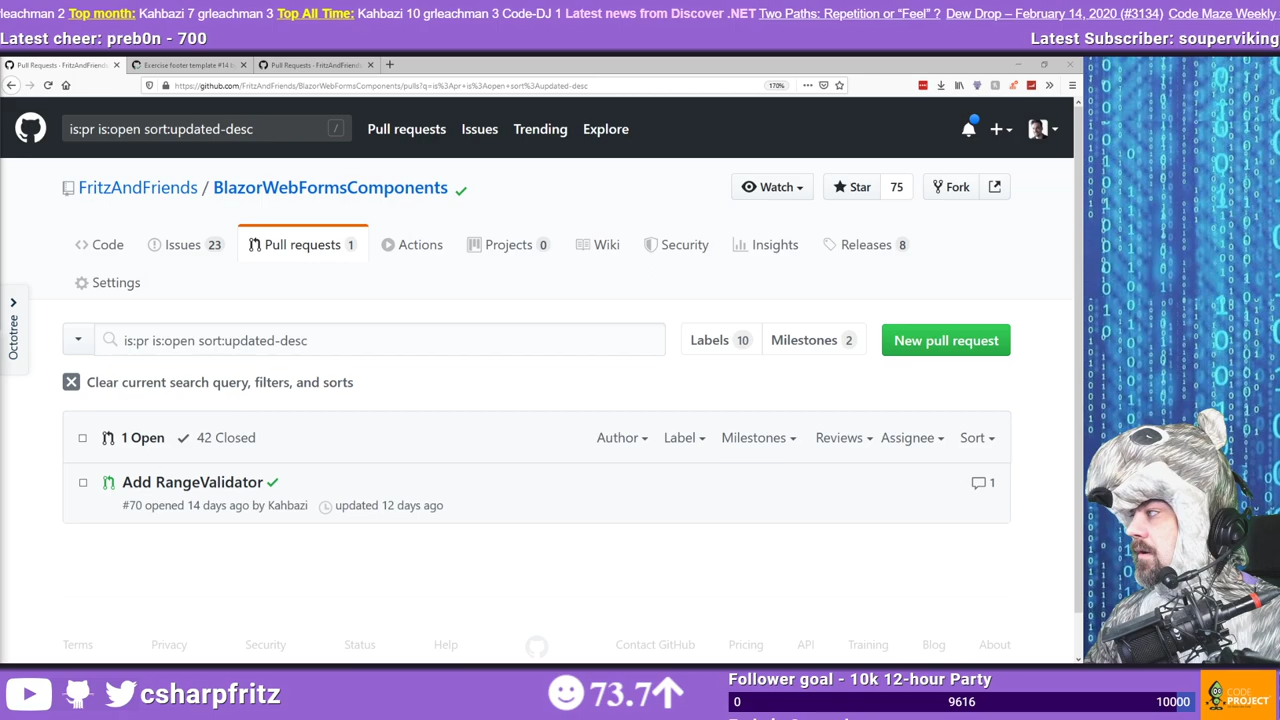 rleachman 2 Top month: Kahbazi 7 grleachman 3 Top All Time: Kahbazi 10 grleachman 3 Code-DJ 1 Latest news from Discover .NET Two Paths: Repetition or “Feel” ? Dew Drop – February 14, 2020 (#3134) Code Maze Weekly
Latest cheer: preb0n - 700
Latest Subscriber: souperviking
Pull Requests · FritzAndFriends
Exercise footer template #14 b
Pull Requests · FritzAndFriends
https://github.com/FritzAndFriends/BlazorWebFormsComponents/pulls?q=is%3Apr+is%3Aopen+sort%3Aupdated-desc
170%
is:pr is:open sort:updated-desc
/
Pull requests
Issues
Trending
Explore
FritzAndFriends / BlazorWebFormsComponents
Watch
Star 75
Fork
Code
Issues 23
Pull requests 1
Actions
Projects 0
Wiki
Security
Insights
Releases 8
Settings
Octotree
is:pr is:open sort:updated-desc
Labels 10
Milestones 2
New pull request
Clear current search query, filters, and sorts
1 Open
42 Closed
Author
Label
Milestones
Reviews
Assignee
Sort
Add RangeValidator
1
#70 opened 14 days ago by Kahbazi
updated 12 days ago
Terms
Privacy
Security
Status
Help
Contact GitHub
Pricing
API
Training
Blog
About
csharpfritz
73.7
Follower goal - 10k 12-hour Party
0
9616
10000
CODE
PROJECT